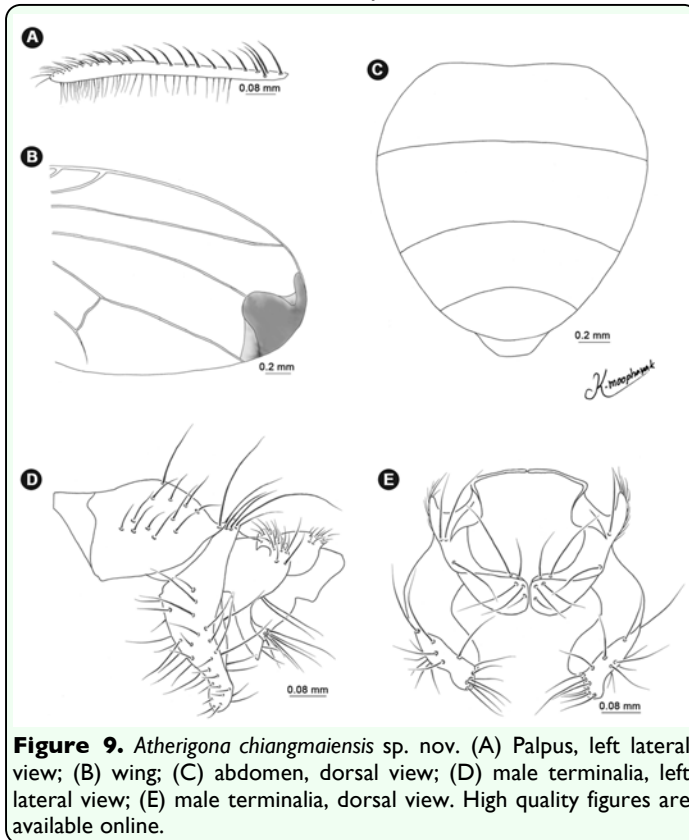 A
0.08 mm
C
B
0.2 mm
0.2 mm
K.moophayak
D
E
0.08 mm
0.08 mm
Figure 9. Atherigona chiangmaiensis sp. nov. (A) Palpus, left lateral
view; (B) wing; (C) abdomen, dorsal view; (D) male terminalia, left
lateral view; (E) male terminalia, dorsal view. High quality figures are
available online.